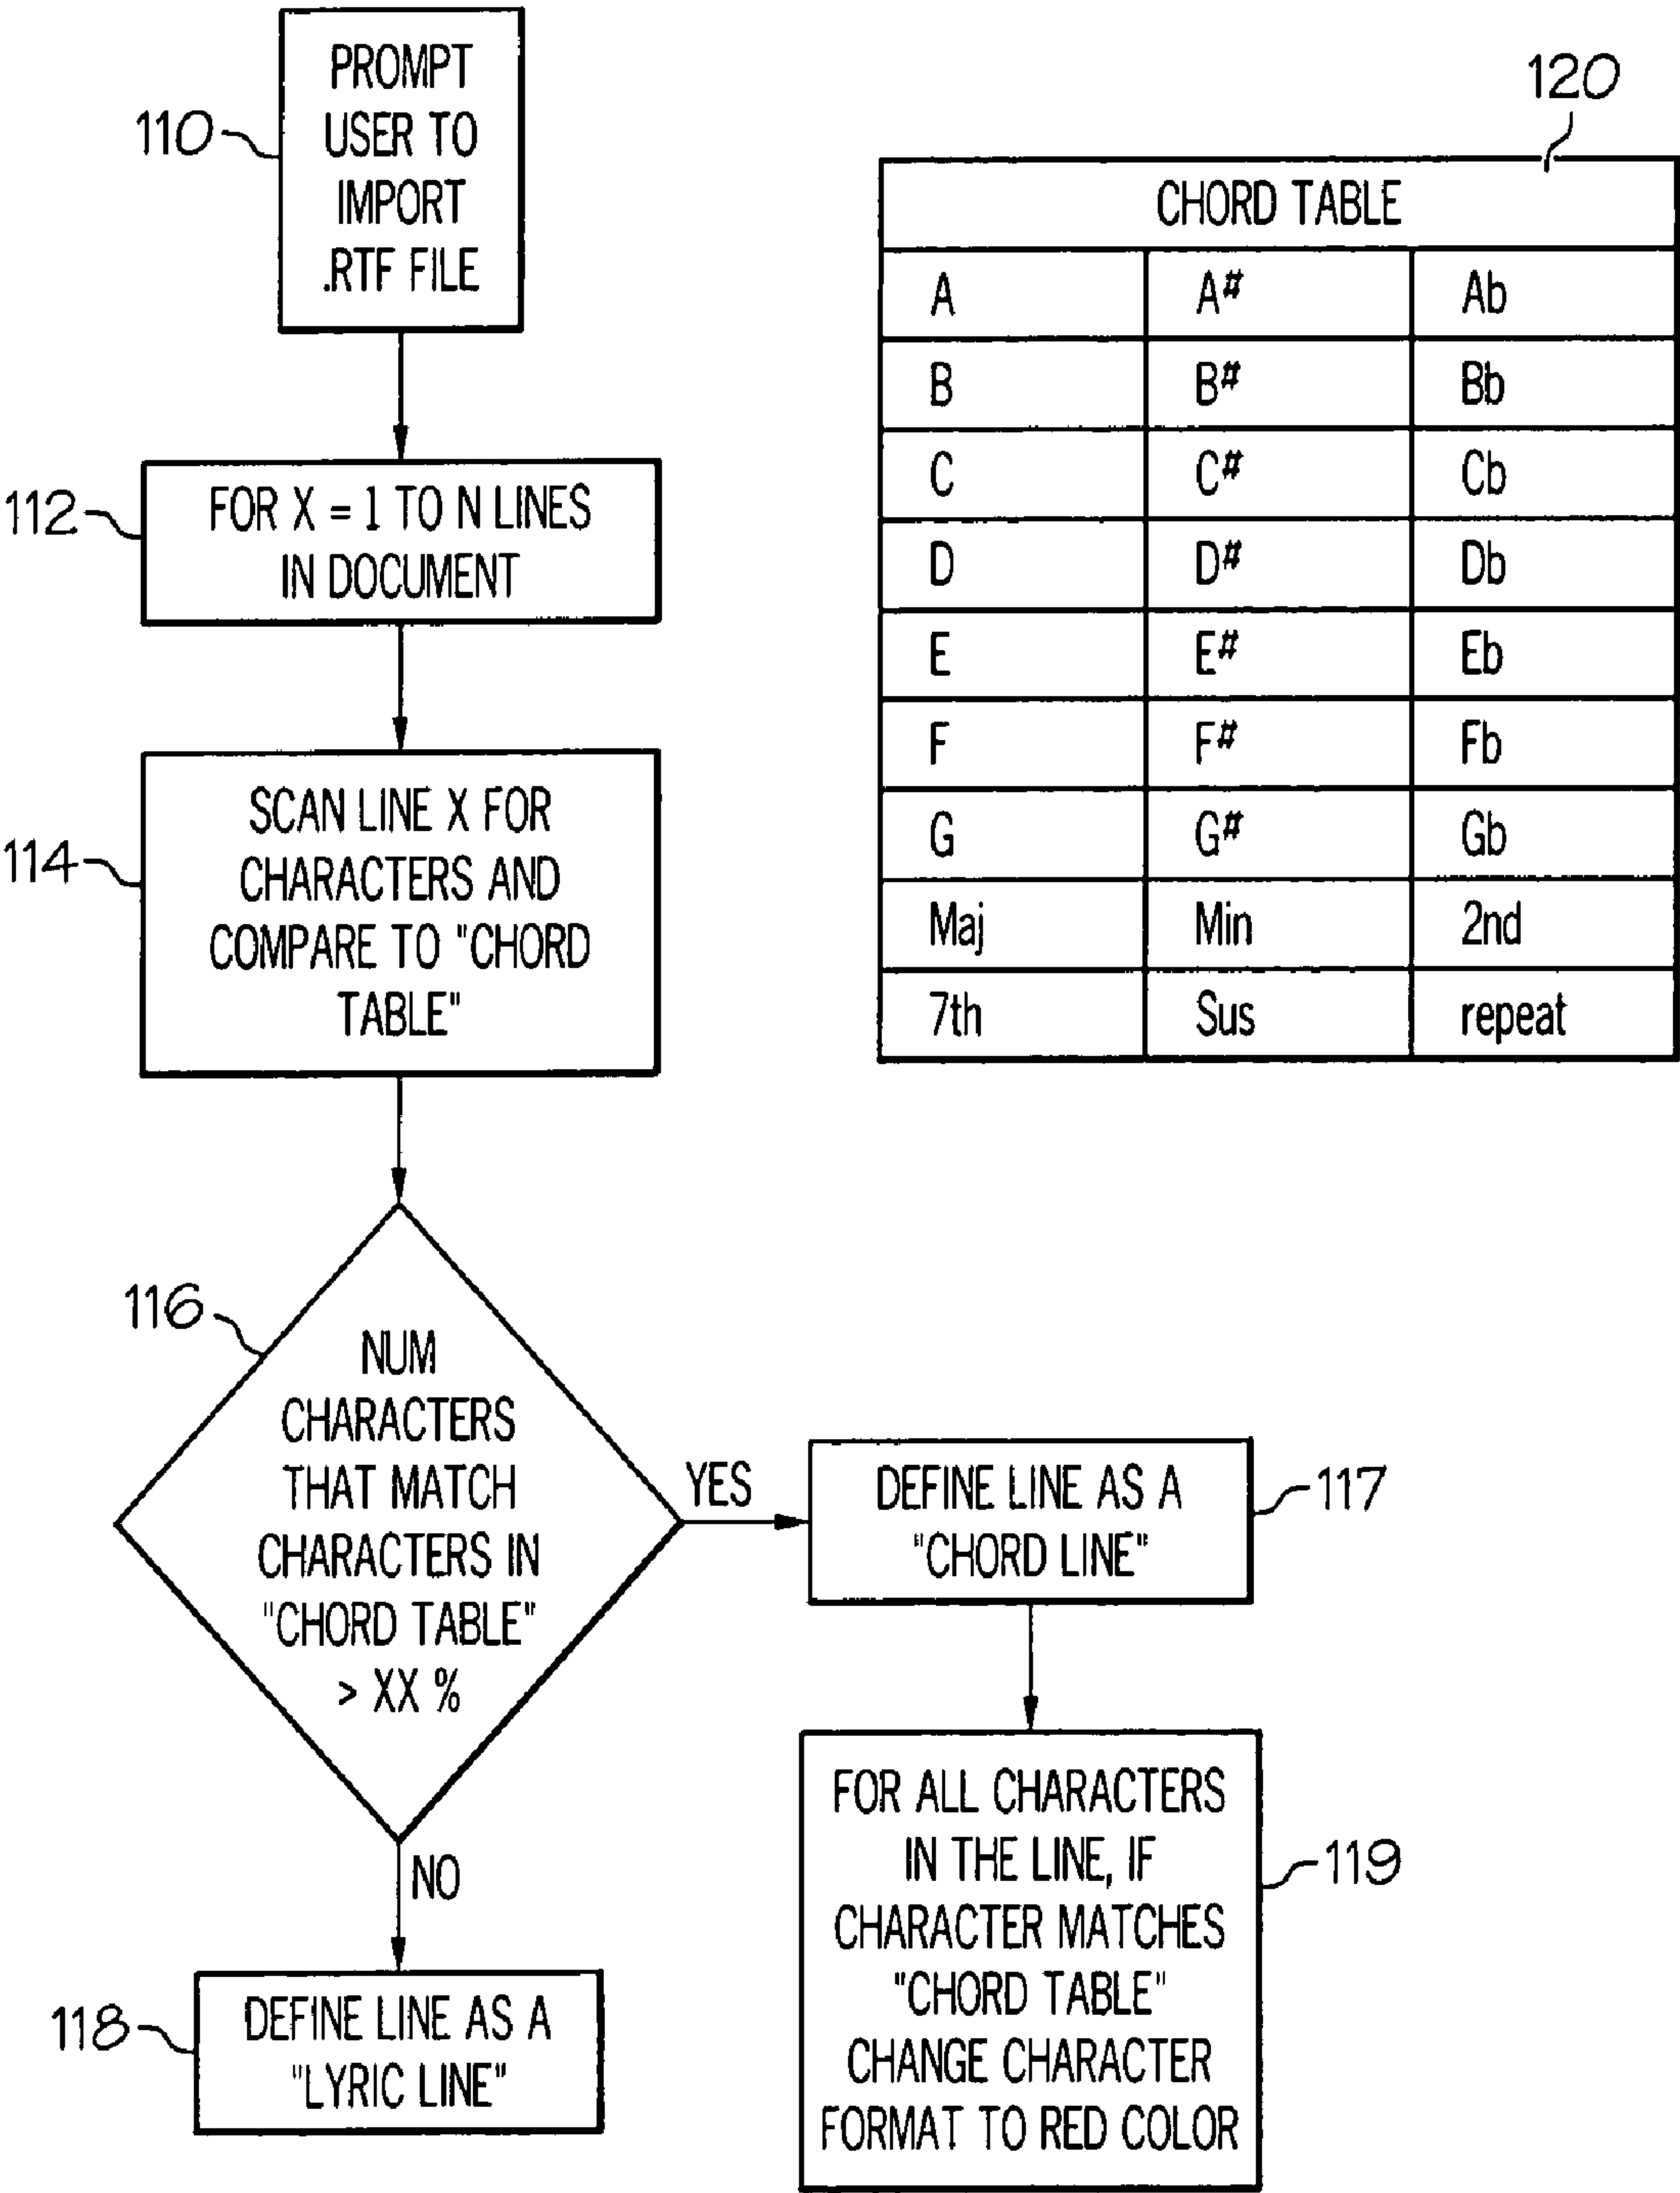 110
PROMPT
USER TO
IMPORT
.RTF FILE
112
FOR X = 1 TO N LINES
IN DOCUMENT
114
SCAN LINE X FOR
CHARACTERS AND
COMPARE TO "CHORD
TABLE"
116
NUM
CHARACTERS
THAT MATCH
CHARACTERS IN
"CHORD TABLE"
> XX %
YES
NO
DEFINE LINE AS A
"CHORD LINE"
117
FOR ALL CHARACTERS
IN THE LINE, IF
CHARACTER MATCHES
"CHORD TABLE"
CHANGE CHARACTER
FORMAT TO RED COLOR
119
118
DEFINE LINE AS A
"LYRIC LINE"
120
CHORD TABLE
A A# Ab
B B# Bb
C C# Cb
D D# Db
E E# Eb
F F# Fb
G G# Gb
Maj Min 2nd
7th Sus repeat